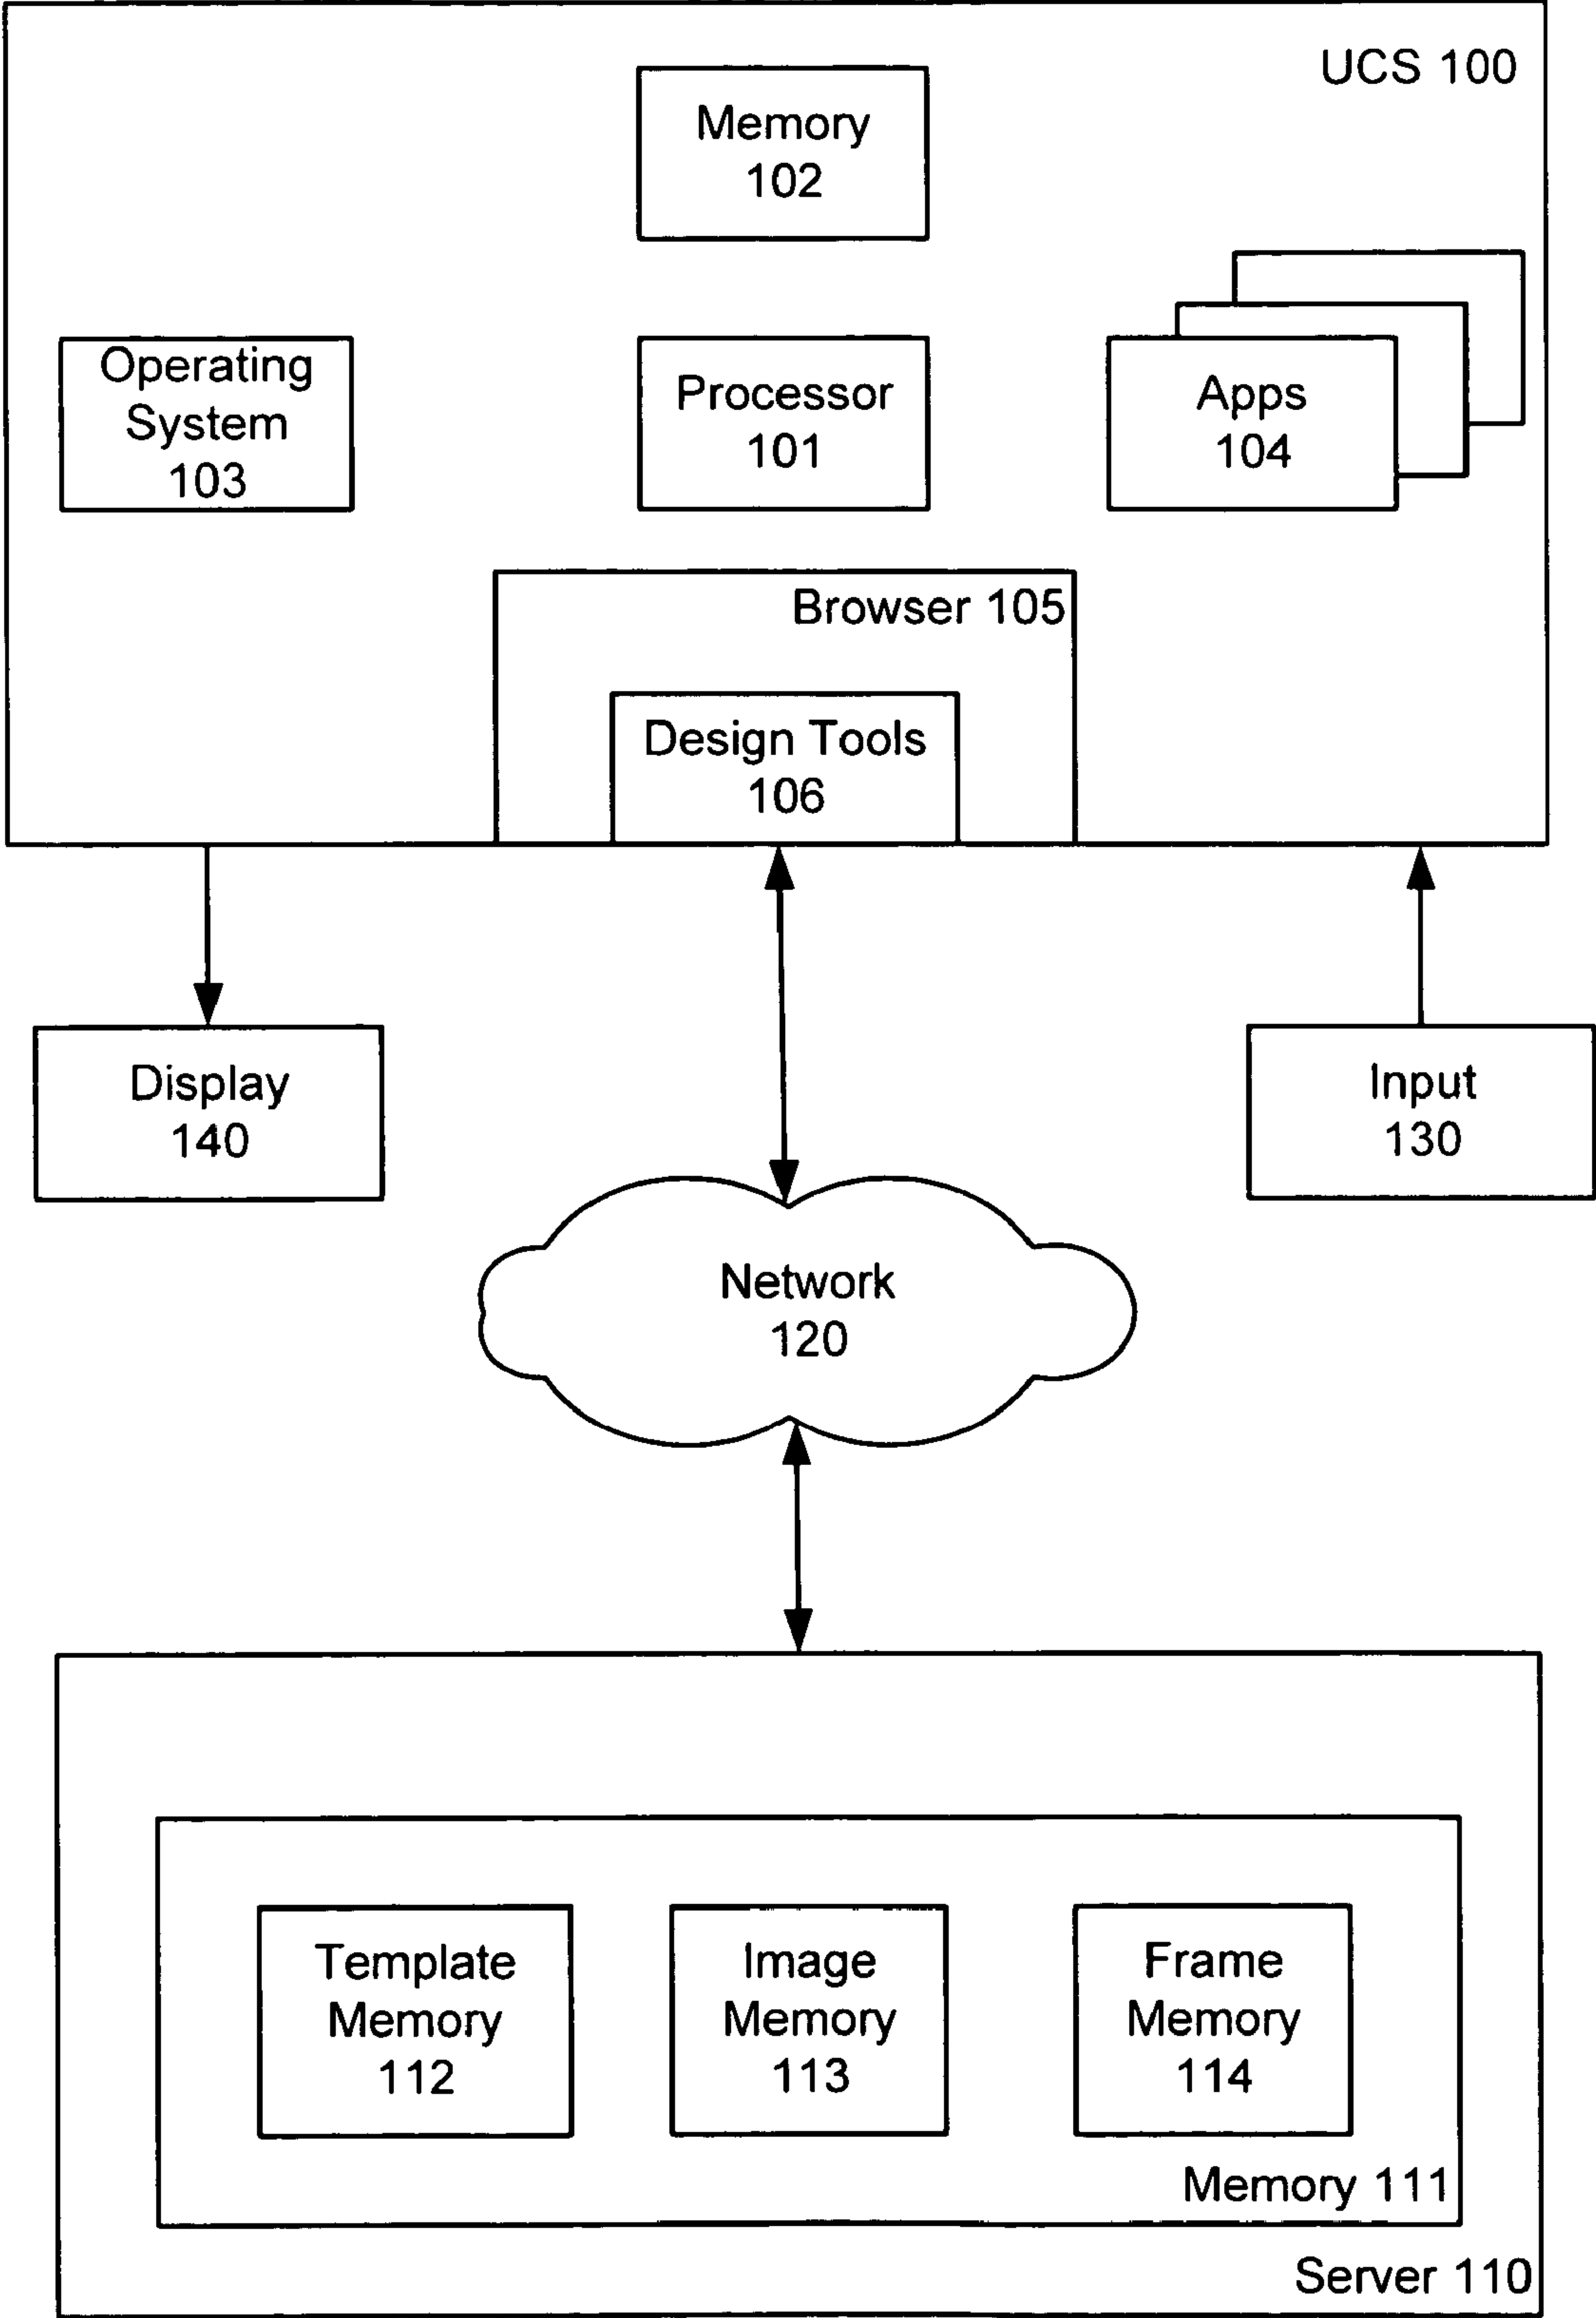 UCS 100
Memory
102
Operating
System
103
Processor
101
Apps
104
Browser 105
Design Tools
106
Display
140
Input
130
Network
120
Template
Memory
112
Image
Memory
113
Frame
Memory
114
Memory 111
Server 110